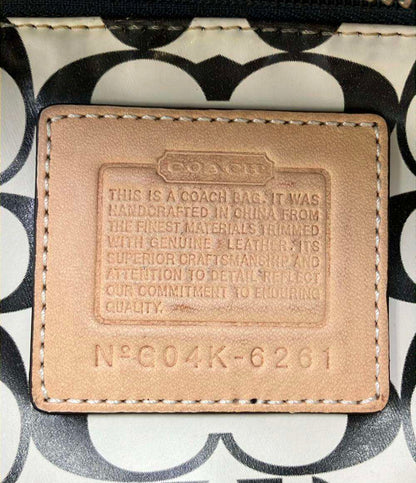 COACH
THIS IS A COACH BAG. IT WAS
HANDCRAFTED IN CHINA FROM
THE FINEST MATERIALS TRIMMED
WITH GENUINE LEATHER. ITS
SUPERIOR CRAFTSMANSHIP AND
ATTENTION TO DETAIL REFLECT
OUR COMMITMENT TO ENDURING
QUALITY.
Nº G04K-6261